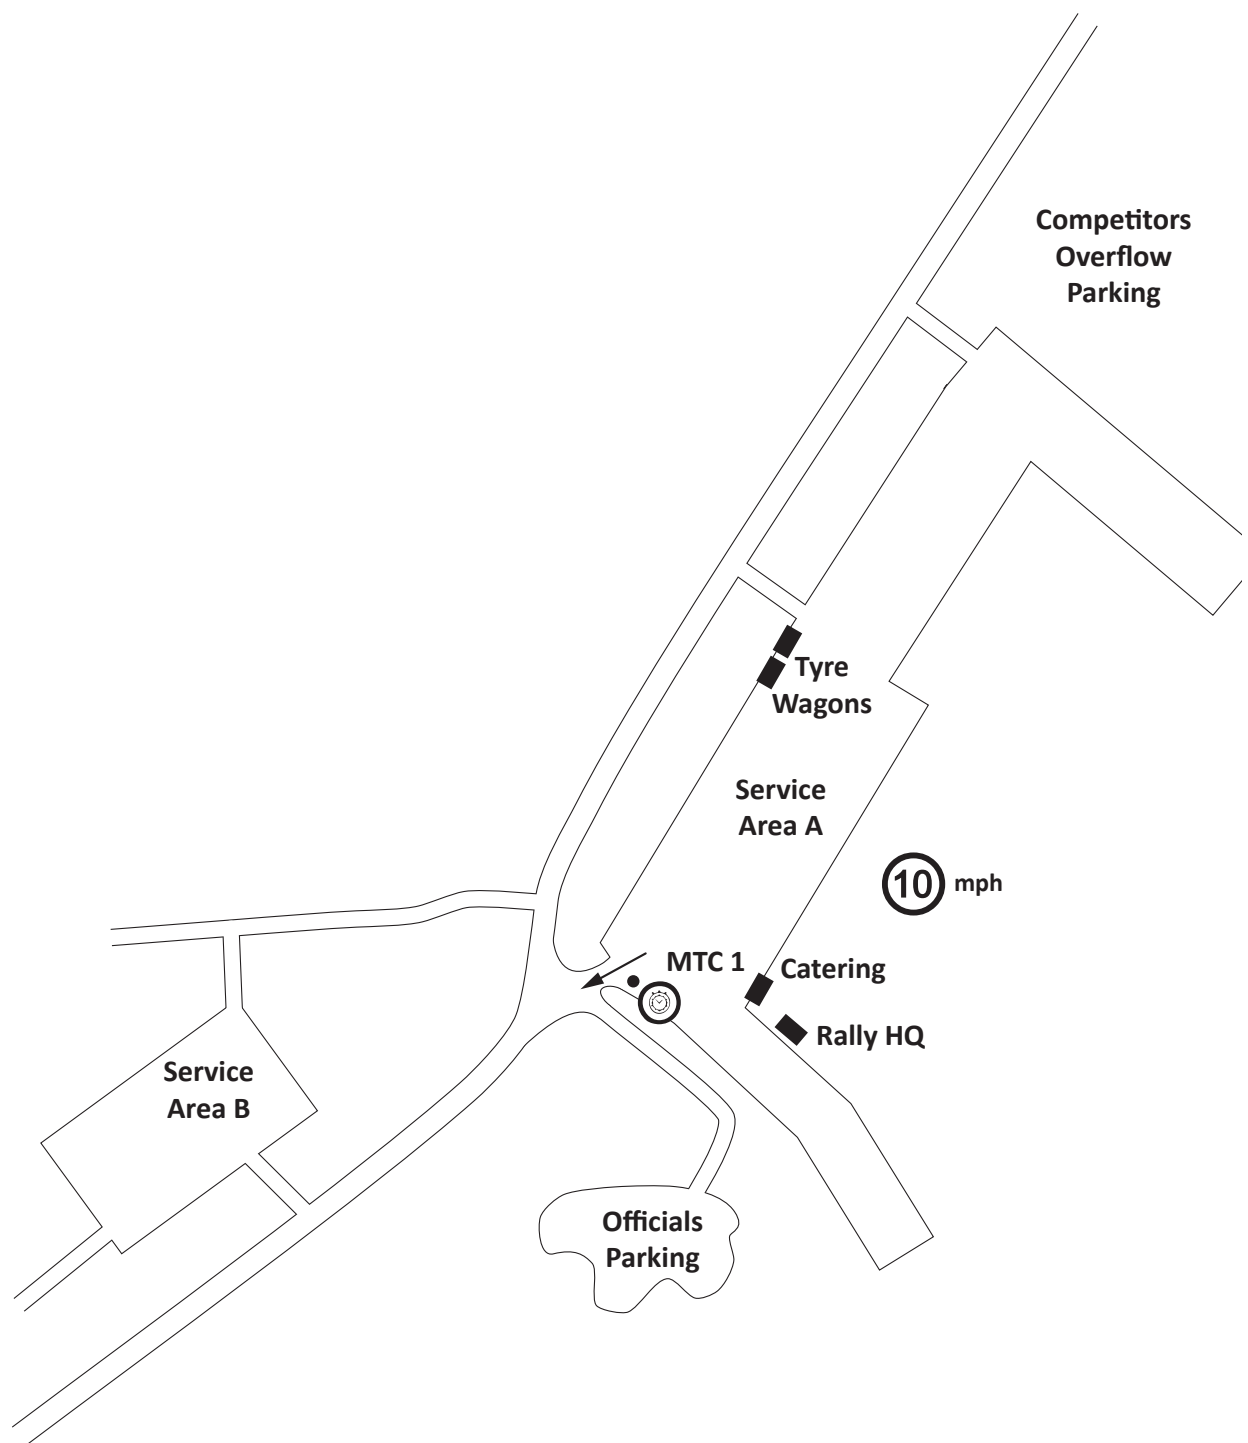 Competitors
Overflow
Parking
Tyre
Wagons
Service
Area A
10 mph
MTC 1
Catering
Rally HQ
Service
Area B
Officials
Parking